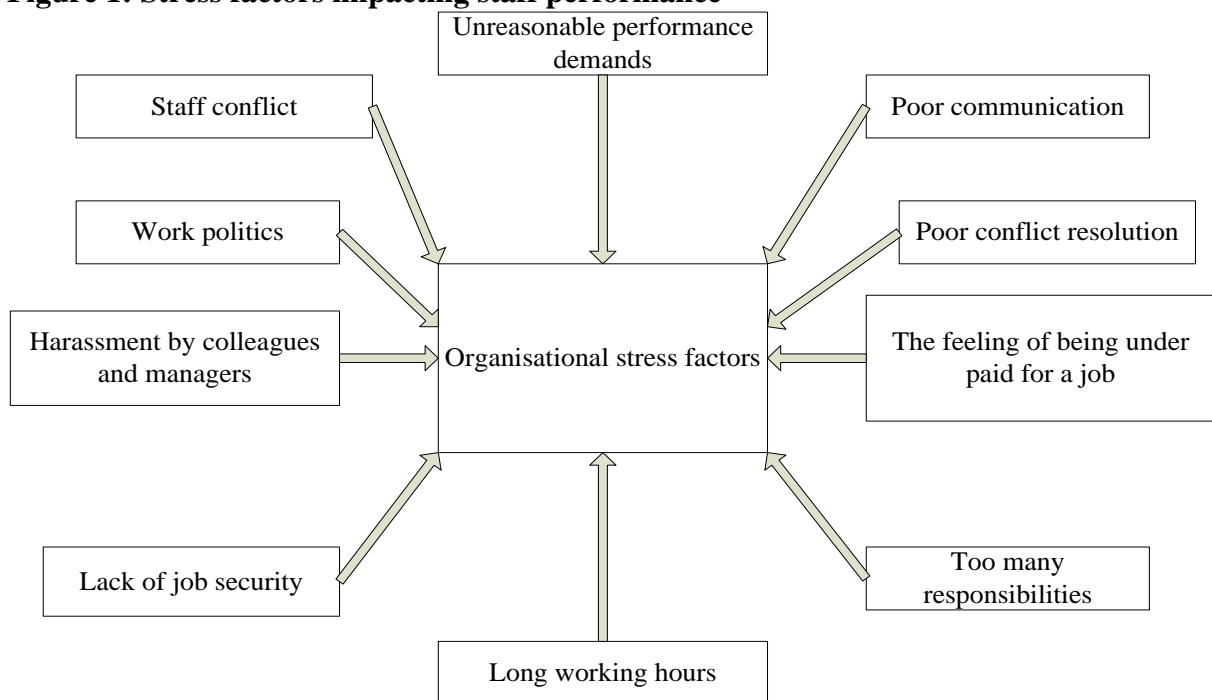 Figure 1: Stress factors impacting staff performance
Unreasonable performance
demands
Staff conflict
Poor communication
Work politics
Poor conflict resolution
Harassment by colleagues
and managers
Organisational stress factors
The feeling of being under
paid for a job
Lack of job security
Too many
responsibilities
Long working hours